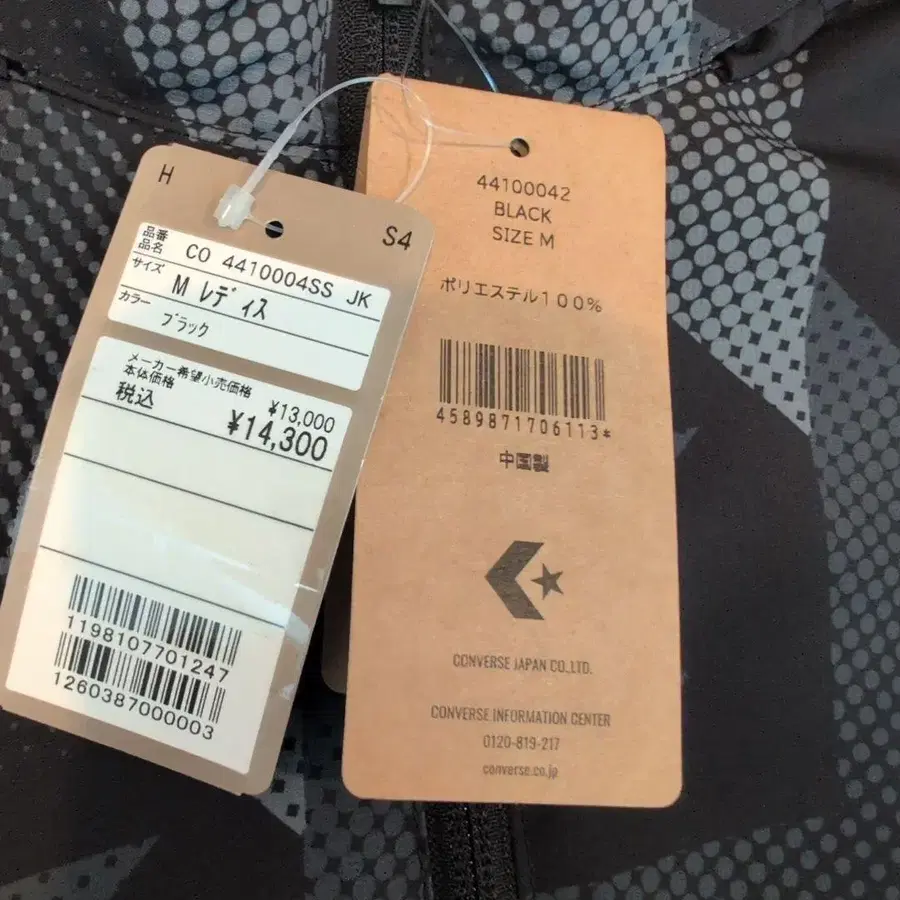 H
S4
品番
品名
CO 4410004SS JK
サイズ
M レディス
カラー
ブラック
メーカー希望小売価格
本体価格
¥13,000
税込
¥14,300
1198107701247
1260387000003
44100042
BLACK
SIZE M
ポリエステル100%
4589871706113*
中国製
CONVERSE JAPAN CO.,LTD.
CONVERSE INFORMATION CENTER
0120-819-217
converse.co.jp